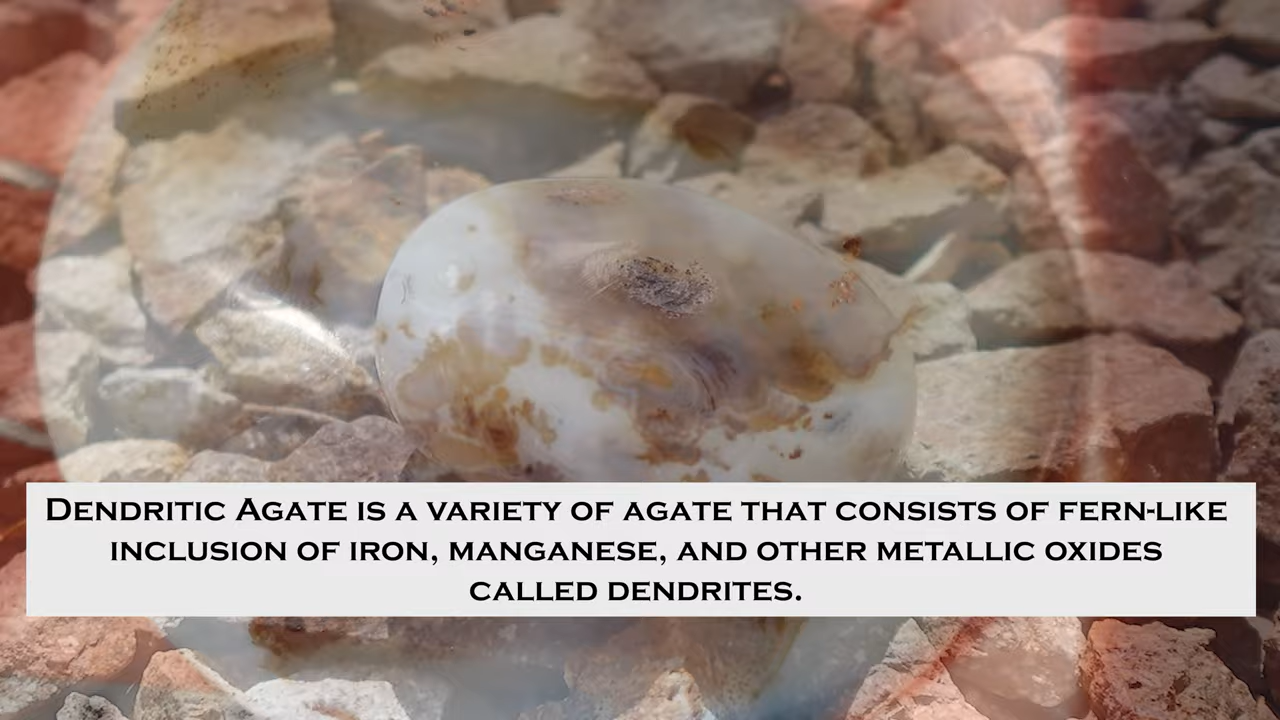 Dendritic Agate is a variety of agate that consists of fern-like
inclusion of iron, manganese, and other metallic oxides
called dendrites.